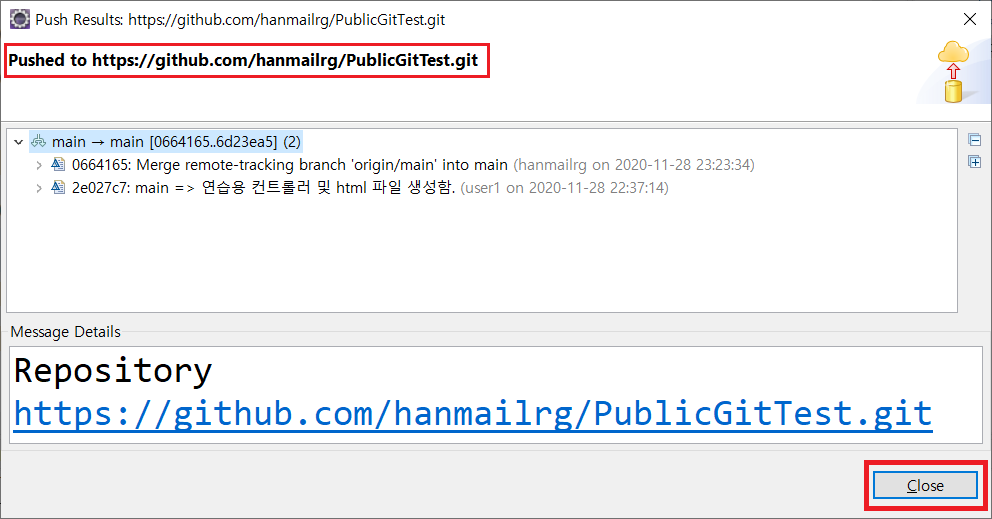 Push Results: https://github.com/hanmailrg/PublicGitTest.git
Pushed to https://github.com/hanmailrg/PublicGitTest.git
main → main [0664165..6d23ea5] (2)
0664165: Merge remote-tracking branch 'origin/main' into main (hanmailrg on 2020-11-28 23:23:34)
2e027c7: main => 연습용 컨트롤러 및 html 파일 생성함. (user1 on 2020-11-28 22:37:14)
Message Details
Repository
https://github.com/hanmailrg/PublicGitTest.git
Close